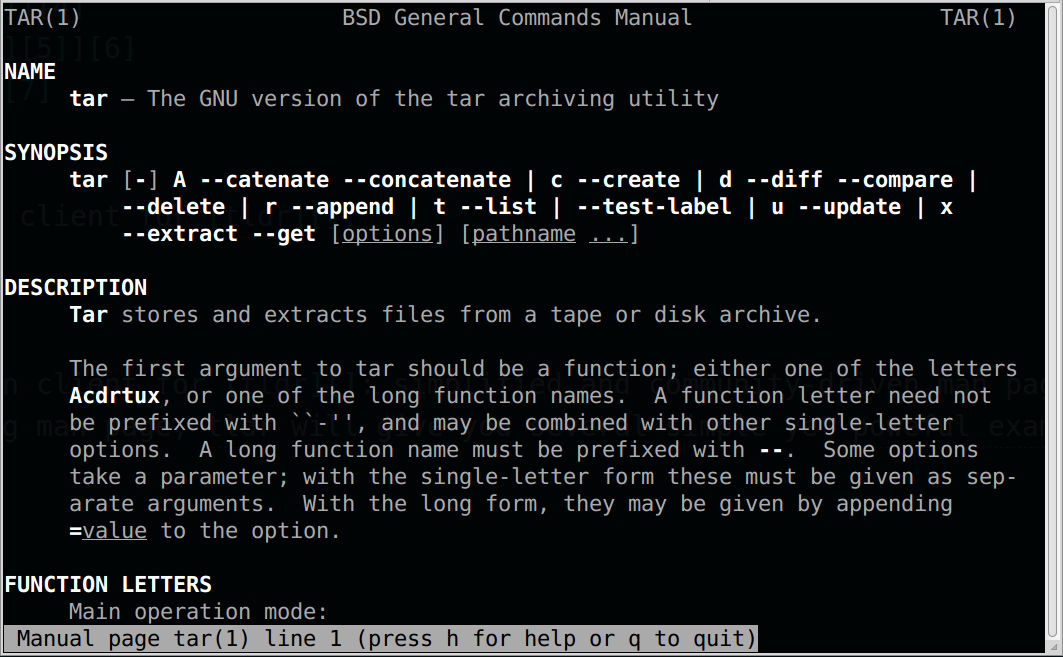 TAR(1) BSD General Commands Manual TAR(1)
NAME
tar — The GNU version of the tar archiving utility
SYNOPSIS
tar [-] A --catenate --concatenate | c --create | d --diff --compare |
--delete | r --append | t --list | --test-label | u --update | x
--extract --get [options] [pathname ...]
DESCRIPTION
Tar stores and extracts files from a tape or disk archive.
The first argument to tar should be a function; either one of the letters
Acdrtux, or one of the long function names.  A function letter need not
be prefixed with ``-'', and may be combined with other single-letter
options.  A long function name must be prefixed with --.  Some options
take a parameter; with the single-letter form these must be given as sep-
arate arguments.  With the long form, they may be given by appending
=value to the option.
FUNCTION LETTERS
Main operation mode:
Manual page tar(1) line 1 (press h for help or q to quit)